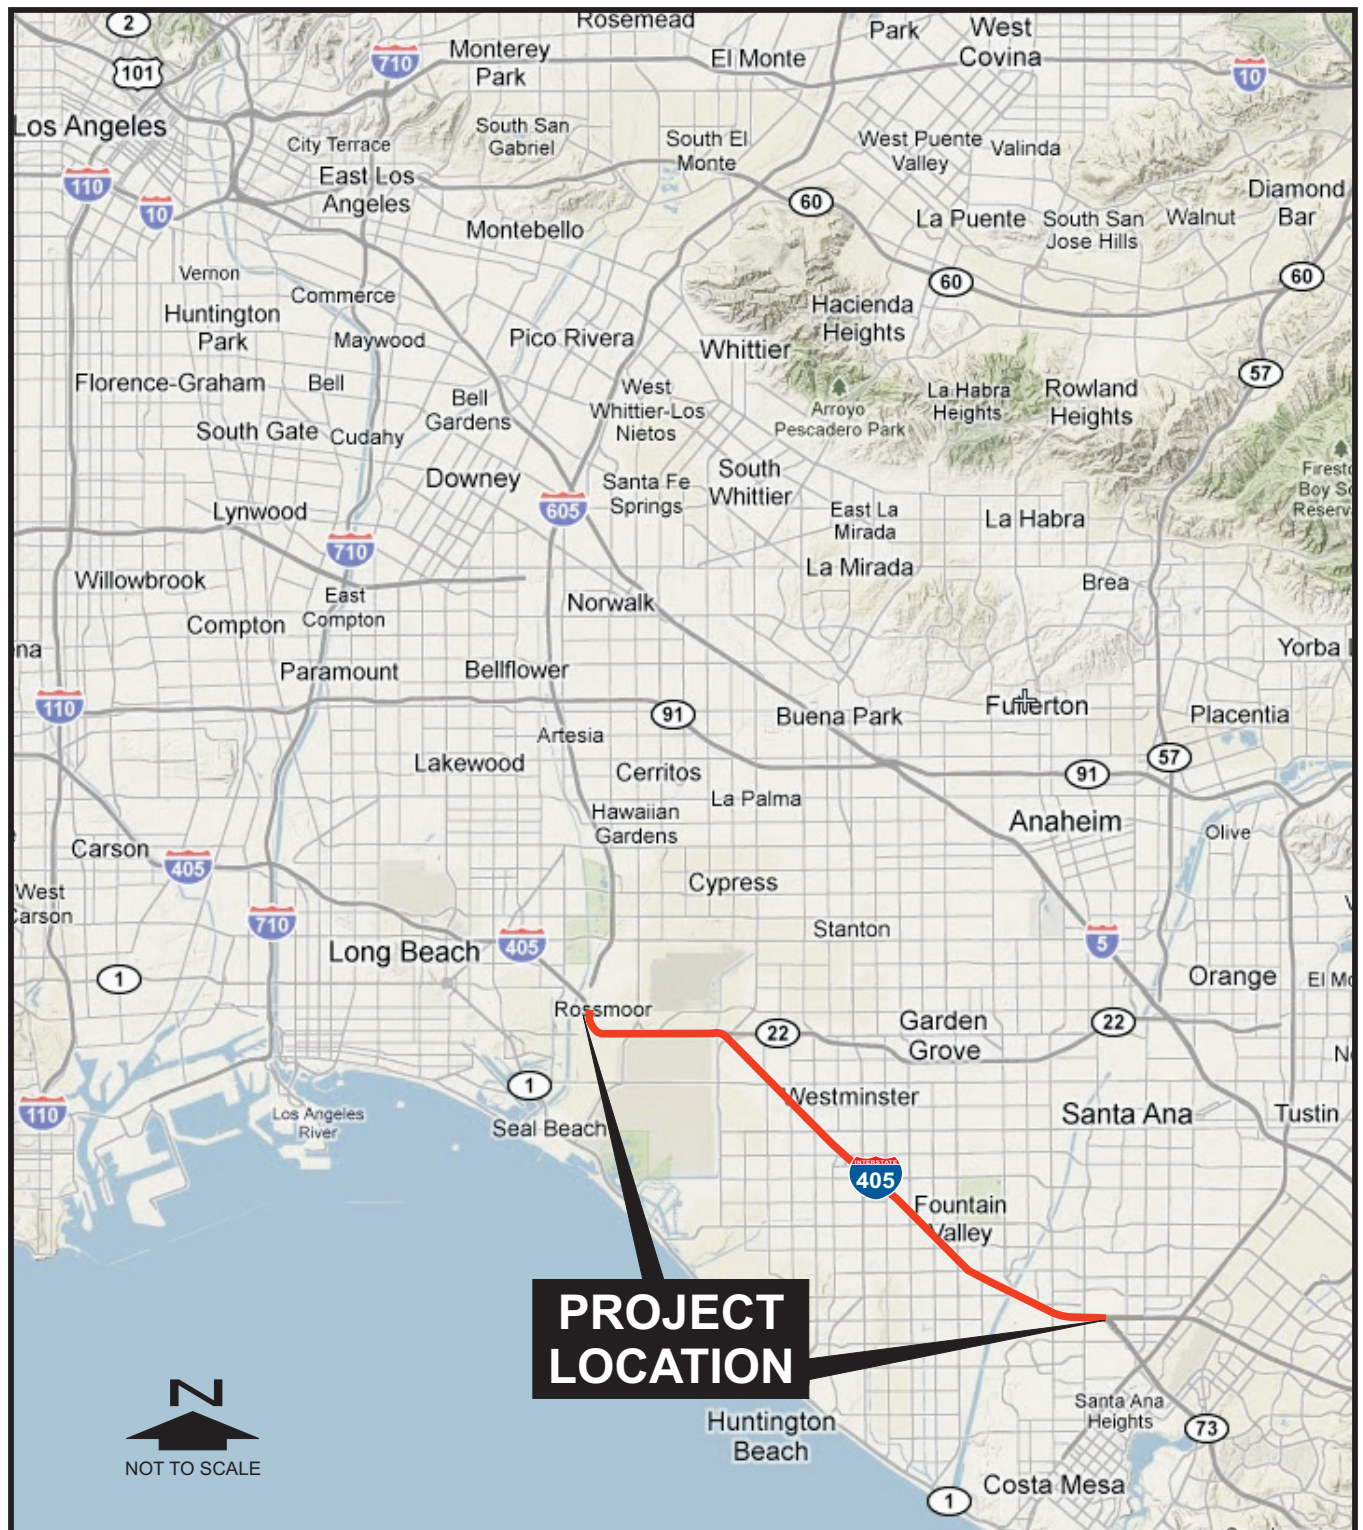 2
Rosemead
Park
West
Covina
101
710
Monterey
Park
El Monte
10
Los Angeles
City Terrace
South San
Gabriel
South El
Monte
West Puente
Valley
Valinda
110
10
East Los
Angeles
60
Diamond
Bar
Montebello
La Puente
South San
Jose Hills
Walnut
Vernon
Commerce
60
60
Huntington
Park
Maywood
Pico Rivera
Whittier
Hacienda
Heights
57
Florence-Graham
Bell
Bell
Gardens
West
Whittier-Los
Nietos
Arroyo
Pescadero Park
La Habra
Heights
Rowland
Heights
South Gate
Cudahy
Downey
Santa Fe
Springs
South
Whittier
Boy
Lynwood
605
East La
Mirada
La Habra
710
La Mirada
Willowbrook
East
Compton
Norwalk
Brea
Compton
Paramount
Bellflower
Yorba
110
91
Buena Park
Fullerton
Placentia
Artesia
Lakewood
Cerritos
57
91
La Palma
Hawaiian
Gardens
Anaheim
Olive
Carson
405
West
Carson
Cypress
710
Long Beach
405
Stanton
5
1
Orange
Rossmoor
22
Garden
Grove
22
1
Westminster
110
Los Angeles
River
Seal Beach
Santa Ana
Tustin
INTERSTATE
405
Fountain
Valley
PROJECT
LOCATION
N
NOT TO SCALE
Huntington
Beach
Santa Ana
Heights
73
Costa Mesa
1